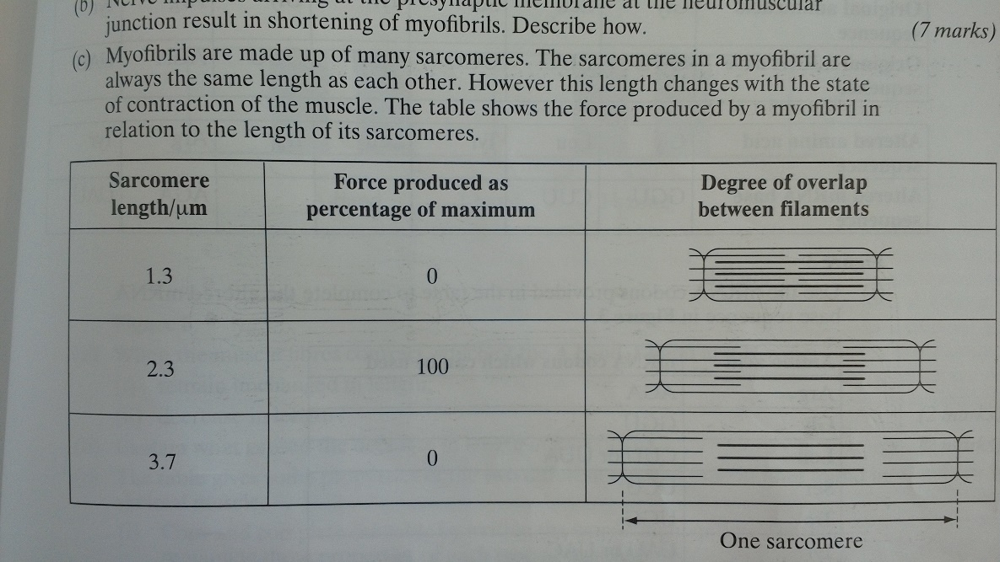 (b) Nerve impulses arriving at the presynaptic membrane at the neuromuscular
junction result in shortening of myofibrils. Describe how.
(7 marks)
(c) Myofibrils are made up of many sarcomeres. The sarcomeres in a myofibril are
always the same length as each other. However this length changes with the state
of contraction of the muscle. The table shows the force produced by a myofibril in
relation to the length of its sarcomeres.
Sarcomere
length/µm
Force produced as
percentage of maximum
Degree of overlap
between filaments
1.3
0
2.3
100
3.7
0
One sarcomere